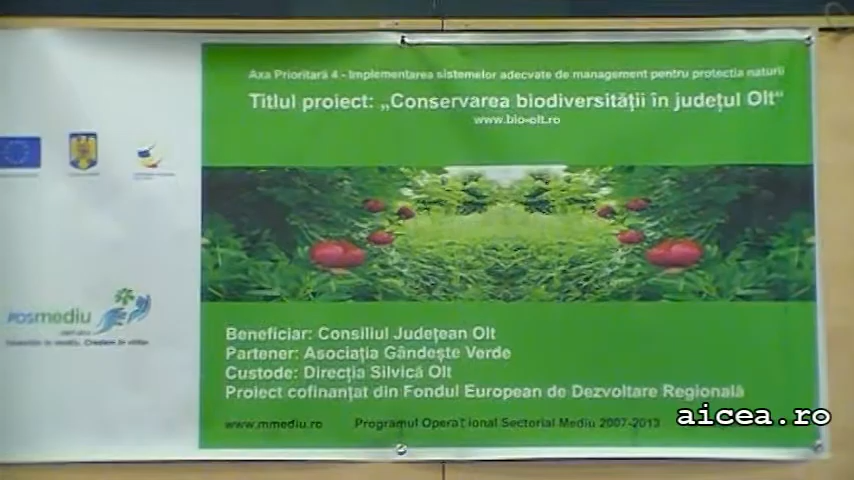 Axa Prioritară 4 - Implementarea sistemelor adecvate de management pentru protectia naturii
Titlul proiect: „Conservarea biodiversității în județul Olt“
www.bio-olt.ro
POSmediu
Beneficiar: Consiliul Județean Olt
Partener: Asociația Gândește Verde
Custode: Direcția Silvică Olt
Proiect cofinanțat din Fondul European de Dezvoltare Regională
www.mmediu.ro Programul Operațional Sectorial Mediu 2007-2013
aicea.ro